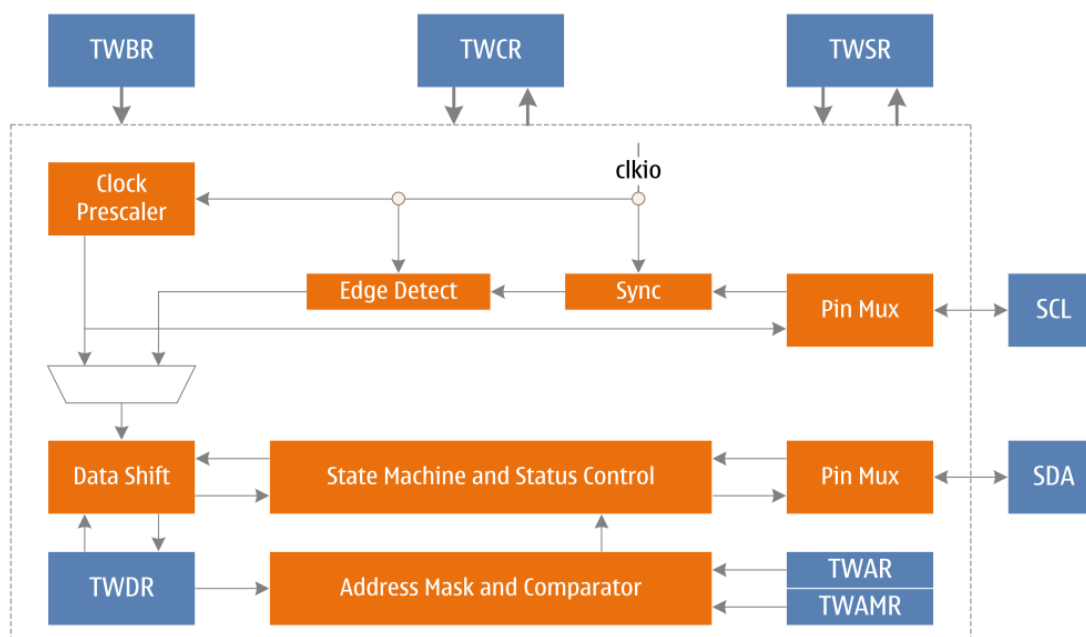 TWBR
TWCR
TWSR
clkio
Clock
Prescaler
Edge Detect
Sync
Pin Mux
SCL
Data Shift
State Machine and Status Control
Pin Mux
SDA
TWDR
Address Mask and Comparator
TWAR
TWAMR